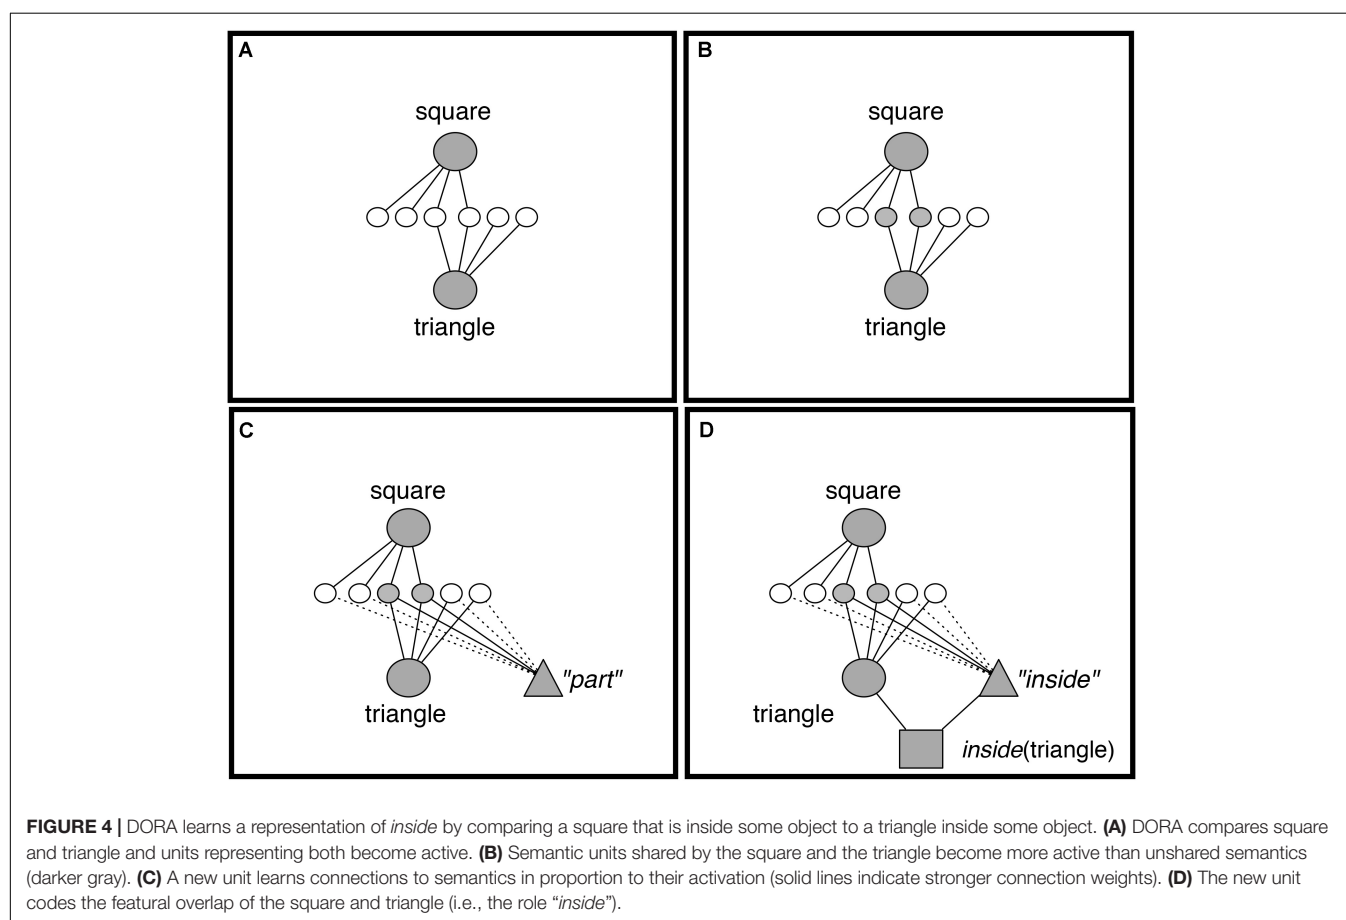 A
square
triangle
B
square
triangle
C
square
"part"
triangle
D
square
"inside"
triangle
inside(triangle)
FIGURE 4 | DORA learns a representation of inside by comparing a square that is inside some object to a triangle inside some object. (A) DORA compares square
and triangle and units representing both become active. (B) Semantic units shared by the square and the triangle become more active than unshared semantics
(darker gray). (C) A new unit learns connections to semantics in proportion to their activation (solid lines indicate stronger connection weights). (D) The new unit
codes the featural overlap of the square and triangle (i.e., the role “inside”).